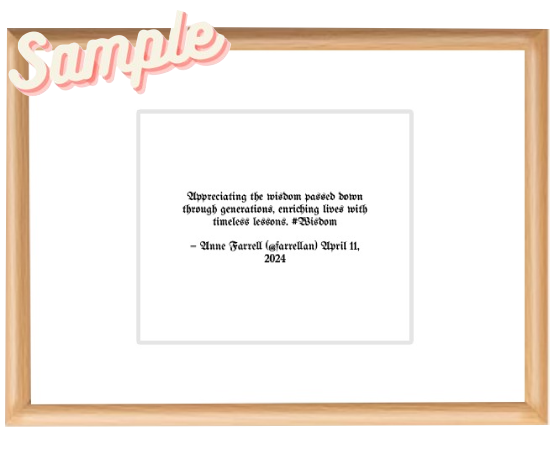 Sample
Appreciating the wisdom passed down
through generations, enriching lives with
timeless lessons. #Wisdom
– Anne Farrell (@farrellan) April 11,
2024